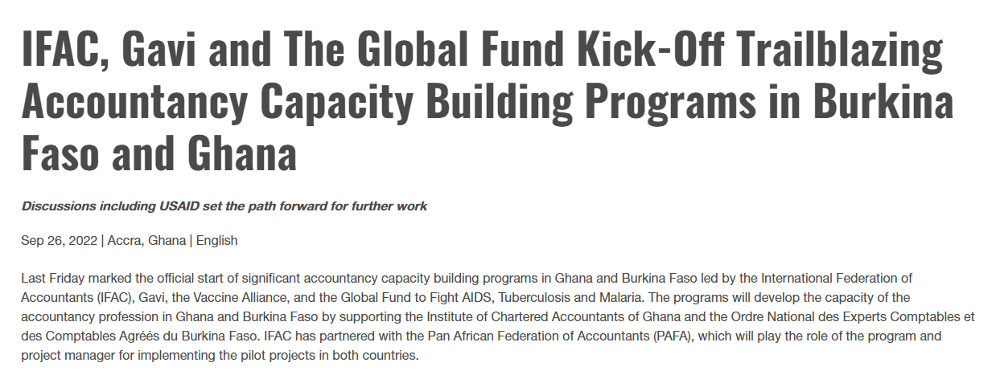 IFAC, Gavi and The Global Fund Kick-Off Trailblazing
Accountancy Capacity Building Programs in Burkina
Faso and Ghana
Discussions including USAID set the path forward for further work
Sep 26, 2022 | Accra, Ghana | English
Last Friday marked the official start of significant accountancy capacity building programs in Ghana and Burkina Faso led by the International Federation of
Accountants (IFAC), Gavi, the Vaccine Alliance, and the Global Fund to Fight AIDS, Tuberculosis and Malaria. The programs will develop the capacity of the
accountancy profession in Ghana and Burkina Faso by supporting the Institute of Chartered Accountants of Ghana and the Ordre National des Experts Comptables et
des Comptables Agréés du Burkina Faso. IFAC has partnered with the Pan African Federation of Accountants (PAFA), which will play the role of the program and
project manager for implementing the pilot projects in both countries.